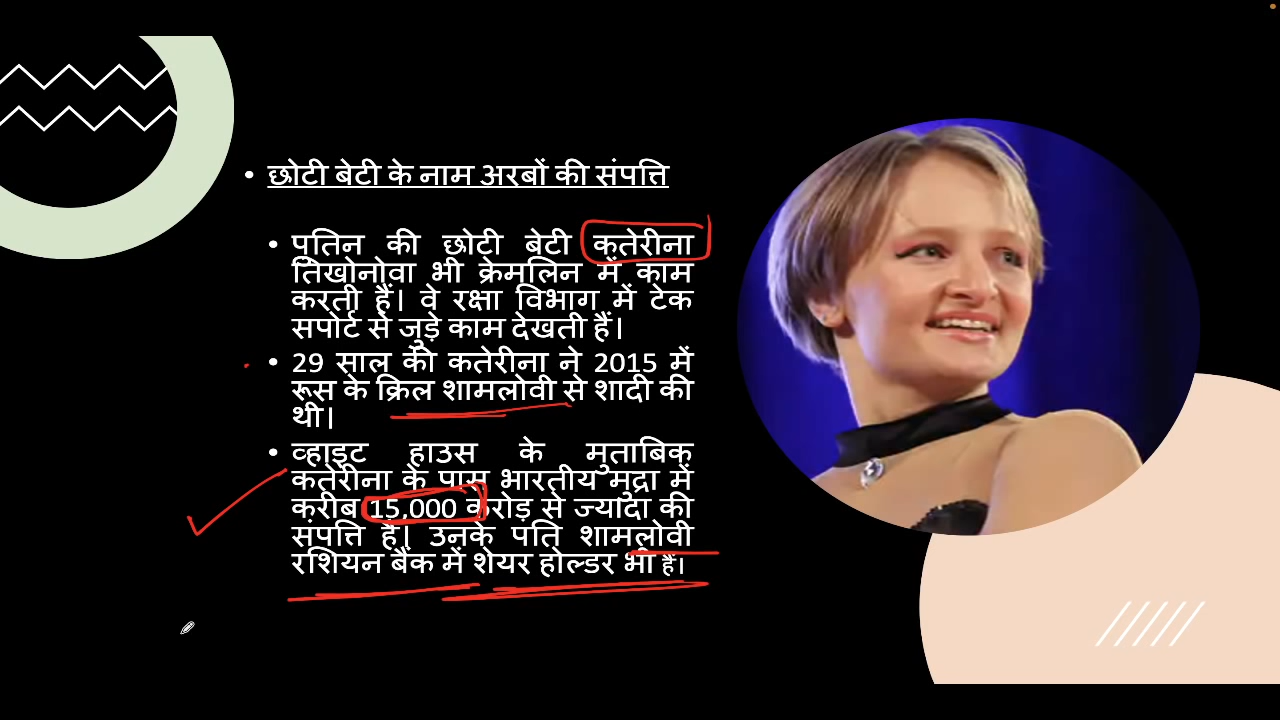 छोटी बेटी के नाम अरबों की संपत्ति
पुतिन की छोटी बेटी कतेरीना
तिखोनोवा भी क्रेमलिन में काम
करती हैं। वे रक्षा विभाग में टेक
सपोर्ट से जुड़े काम देखती हैं।
29 साल की कतेरीना ने 2015 में
रूस के क्रिल शामलोवी से शादी की
थी।
व्हाइट हाउस के मुताबिक
कतेरीना के पास भारतीय मुद्रा में
करीब 15,000 करोड़ से ज्यादा की
संपत्ति है। उनके पति शामलोवी
रशियन बैंक में शेयर होल्डर भी हैं।